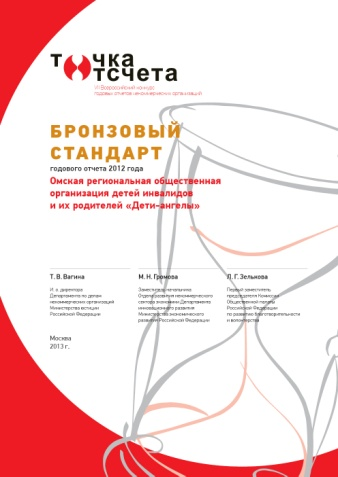 точка
отсчета
VII Всероссийский конкурс
годовых отчетов некоммерческих организаций
БРОНЗОВЫЙ
СТАНДАРТ
годового отчета 2012 года
Омская региональная общественная
организация детей инвалидов
и их родителей «Дети-ангелы»
Т. В. Вагина
И. о. директора
Департамента по делам
некоммерческих организаций
Министерства юстиции
Российской Федерации
М. Н. Громова
Заместитель начальника
Отдела развития некоммерческого
сектора экономики Департамента
инновационного развития
Министерства экономического
развития Российской Федерации
Л. Г. Зелькова
Первый заместитель
председателя Комиссии
Общественной палаты
Российской Федерации
по развитию благотворительности
и волонтерства
Москва
2013 г.